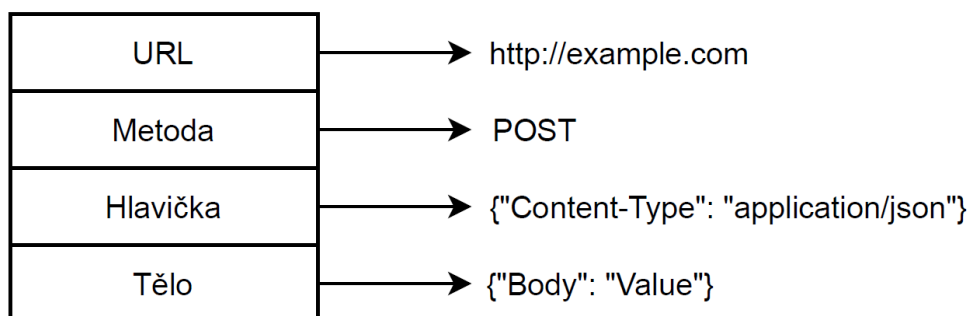 URL http://example.com
Metoda POST
Hlavička {"Content-Type": "application/json"}
Tělo {"Body": "Value"}